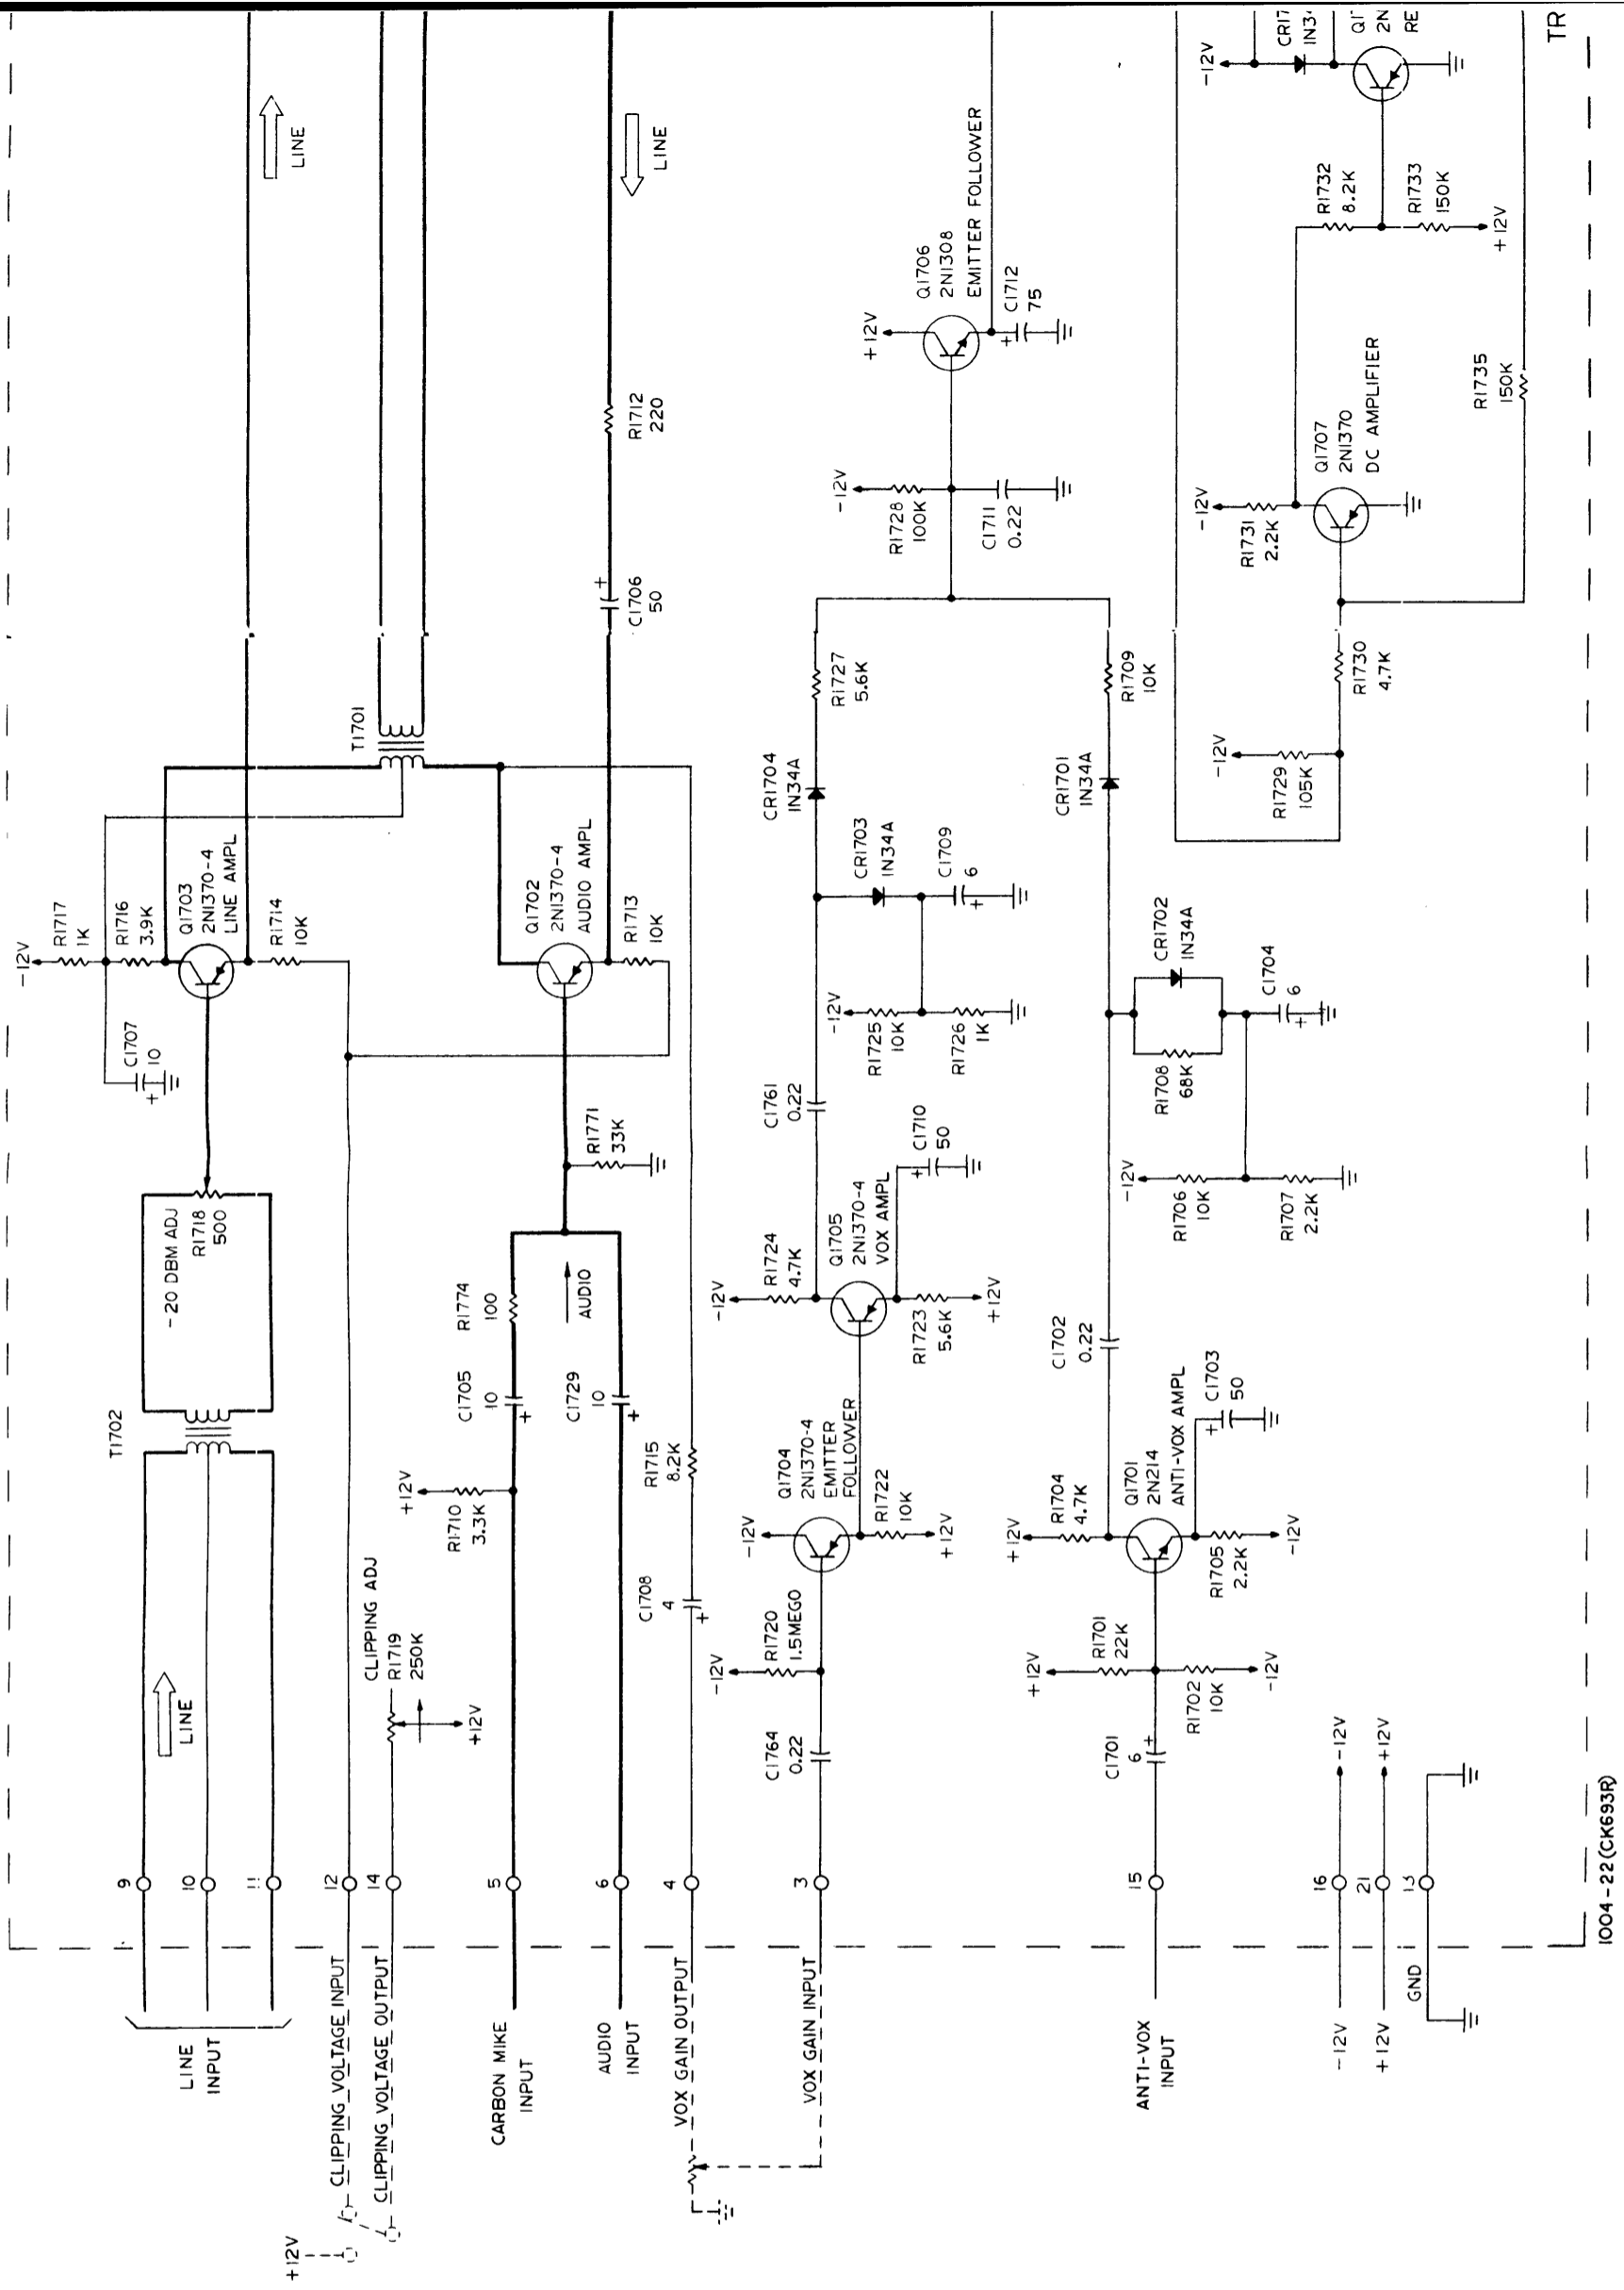 LINE
INPUT
9
10
11
LINE
T1702
-20 DBM ADJ
R1718
500
C1707
10
+
-12V
R1717
1K
R1716
3.9K
Q1703
2N1370-4
LINE AMPL
R1714
10K
T1701
LINE
+12V
CLIPPING VOLTAGE INPUT
12
CLIPPING VOLTAGE OUTPUT
14
CLIPPING ADJ
R1719
250K
+12V
CARBON MIKE
INPUT
5
+12V
R1710
3.3K
C1705
10
+
R1774
100
AUDIO
AUDIO
INPUT
6
C1729
10
+
R1771
33K
Q1702
2N1370-4
AUDIO AMPL
R1713
10K
C1706
50
+
R1712
220
LINE
VOX GAIN OUTPUT
4
C1708
4
+
R1715
8.2K
VOX GAIN INPUT
3
C1764
0.22
-12V
R1720
1.5MEGO
-12V
Q1704
2N1370-4
EMITTER
FOLLOWER
R1722
10K
+12V
-12V
R1724
4.7K
Q1705
2N1370-4
VOX AMPL
R1723
5.6K
+12V
+
C1710
50
C1761
0.22
-12V
R1725
10K
R1726
1K
CR1703
1N34A
C1709
6
+
CR1704
1N34A
R1727
5.6K
-12V
R1728
100K
C1711
0.22
+12V
Q1706
2N1308
EMITTER FOLLOWER
+
C1712
75
ANTI-VOX
INPUT
15
C1701
6
+
+12V
R1701
22K
R1702
10K
-12V
+12V
R1704
4.7K
Q1701
2N214
ANTI-VOX AMPL
R1705
2.2K
-12V
+
C1703
50
C1702
0.22
-12V
R1706
10K
R1707
2.2K
R1708
68K
CR1702
1N34A
C1704
6
+
CR1701
1N34A
R1709
10K
-12V
R1729
105K
R1730
4.7K
-12V
R1731
2.2K
Q1707
2N1370
DC AMPLIFIER
R1735
150K
R1732
8.2K
R1733
150K
+12V
-12V
CR17
1N3
Q1
2N
RE
-12V
16
-12V
+12V
21
+12V
GND
13
1004-22(CK693R)
TR